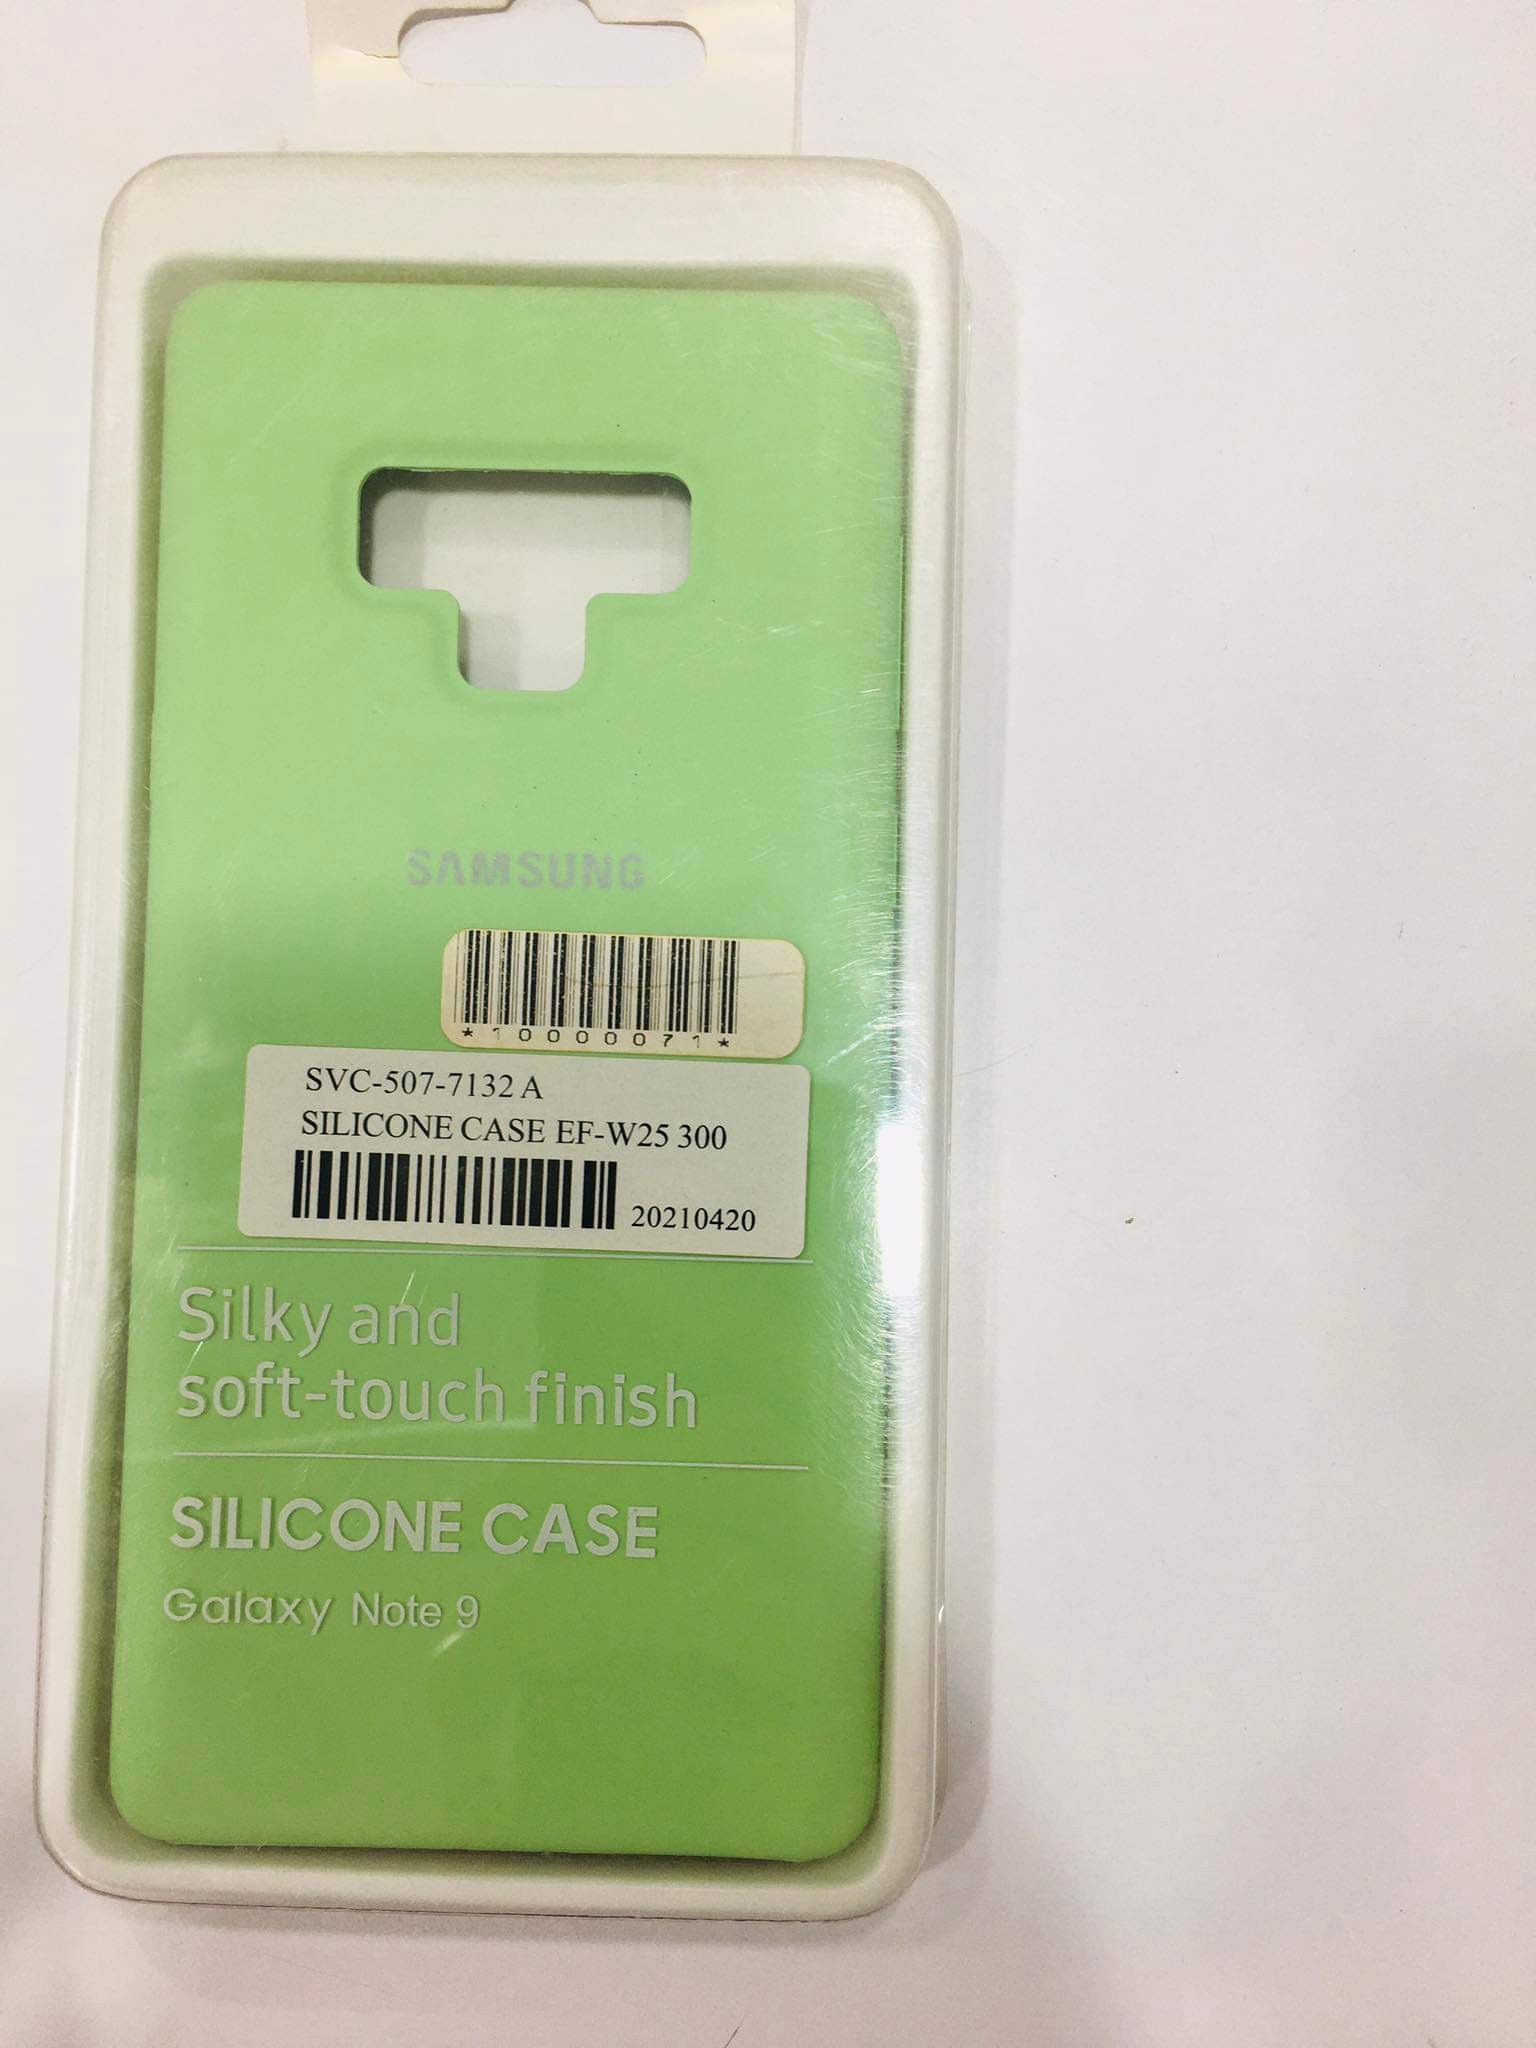 SAMSUNG
*10000071*
SVC-507-7132 A
SILICONE CASE EF-W25 300
20210420
Silky and
soft-touch finish
SILICONE CASE
Galaxy Note 9